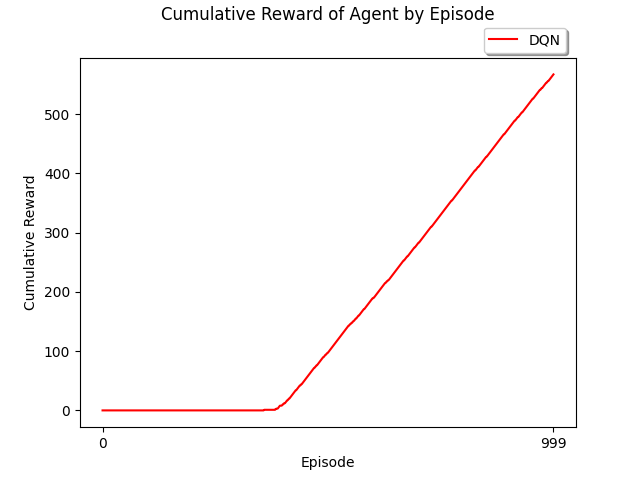 Cumulative Reward of Agent by Episode
DQN
500
400
300
200
100
0
Cumulative Reward
0
999
Episode